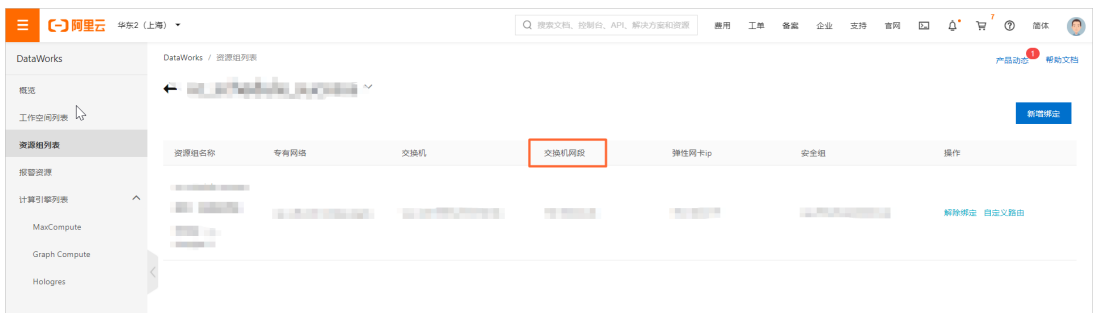 阿里云 华东2（上海） 搜索文档、控制台、API、解决方案和资源 费用 工单 备案 企业 支持 官网 7 简体
DataWorks
概览
工作空间列表
资源组列表
报警资源
计算引擎列表
MaxCompute
Graph Compute
Hologres
DataWorks / 资源组列表
产品动态 1 帮助文档
新增绑定
资源组名称 专有网络 交换机 交换机网段 弹性网卡ip 安全组 操作
解除绑定 自定义路由